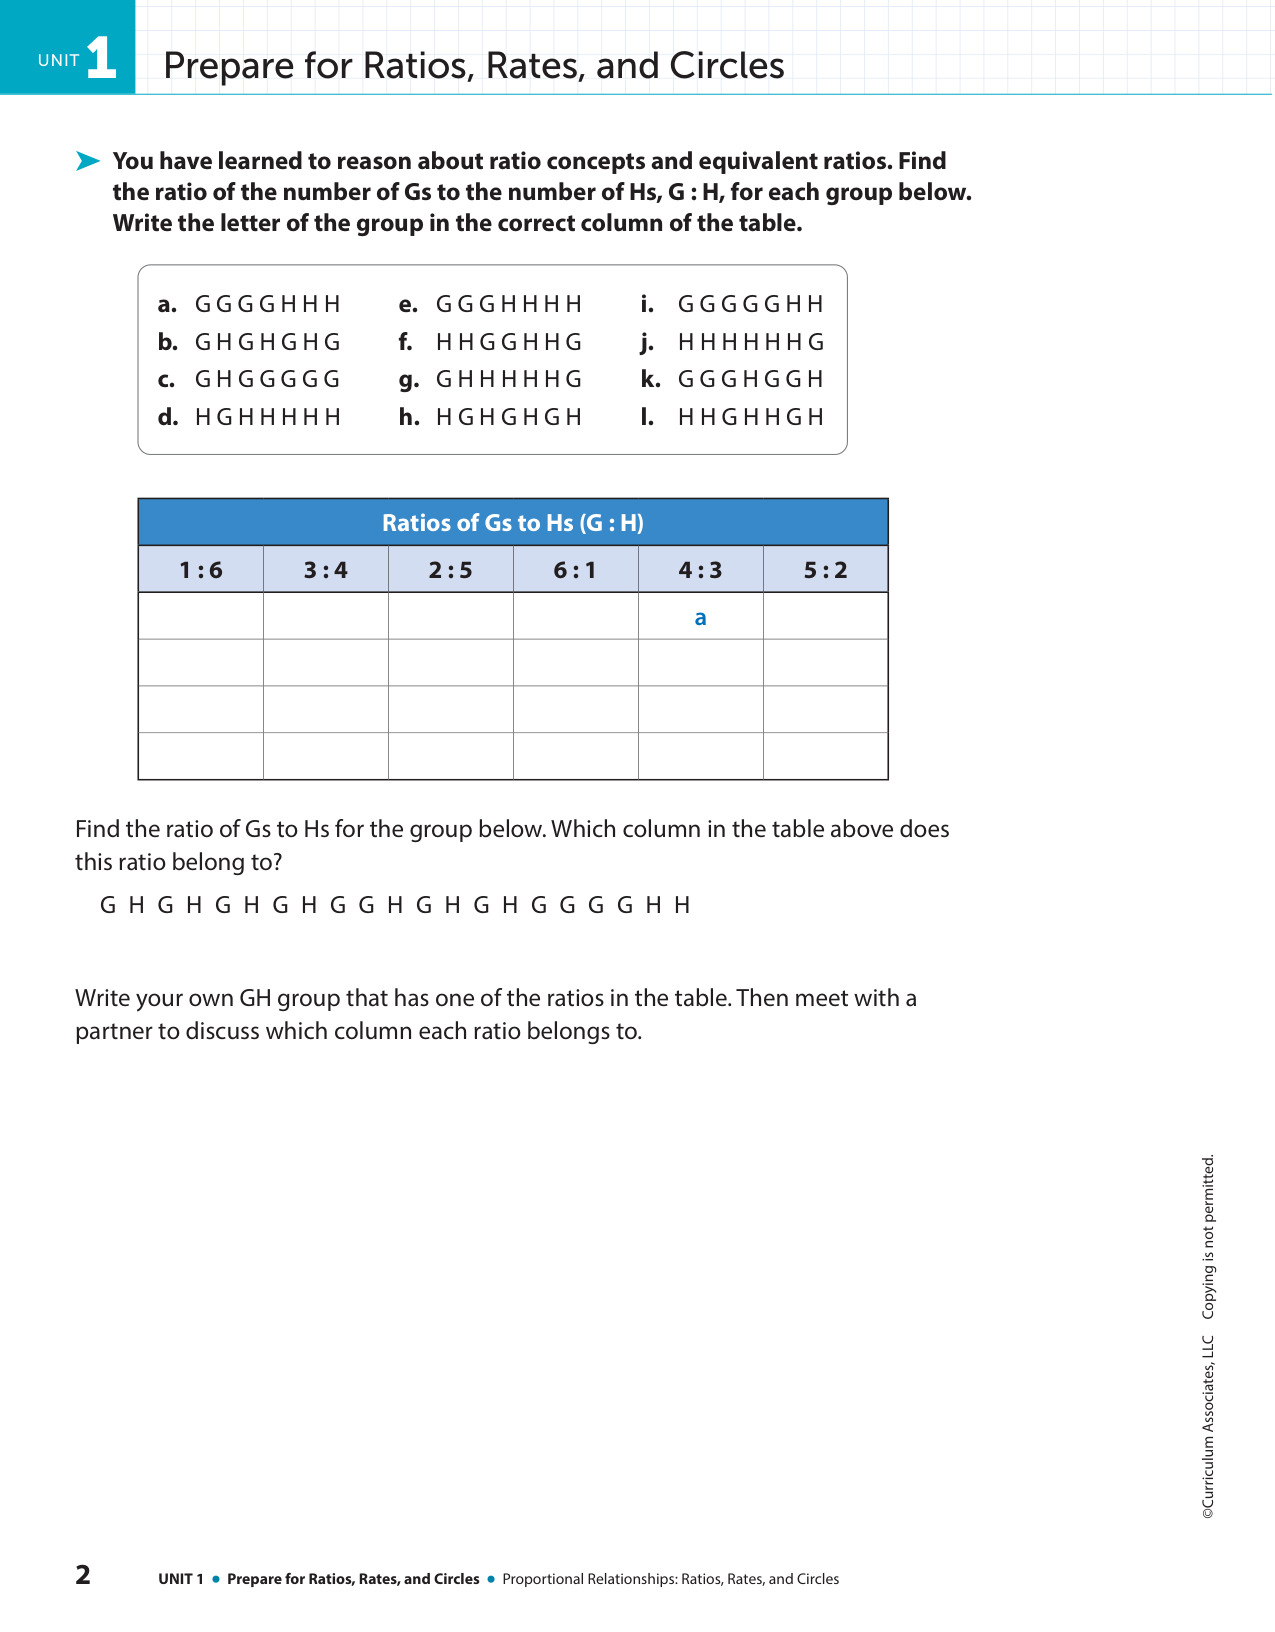 UNIT 1 Prepare for Ratios, Rates, and Circles
➤ You have learned to reason about ratio concepts and equivalent ratios. Find
the ratio of the number of Gs to the number of Hs, G : H, for each group below.
Write the letter of the group in the correct column of the table.
a. G G G G H H H e. G G G H H H H i. G G G G G H H
b. G H G H G H G f. H H G G H H G j. H H H H H H G
c. G H G G G G G g. G H H H H H G k. G G G H G G H
d. H G H H H H H h. H G H G H G H l. H H G H H G H
Ratios of Gs to Hs (G : H)
1 : 6 3 : 4 2 : 5 6 : 1 4 : 3 5 : 2
a
Find the ratio of Gs to Hs for the group below. Which column in the table above does
this ratio belong to?
G H G H G H G H G G H G H G H G G G G H H
Write your own GH group that has one of the ratios in the table. Then meet with a
partner to discuss which column each ratio belongs to.
©Curriculum Associates, LLC Copying is not permitted.
2 UNIT 1 • Prepare for Ratios, Rates, and Circles • Proportional Relationships: Ratios, Rates, and Circles